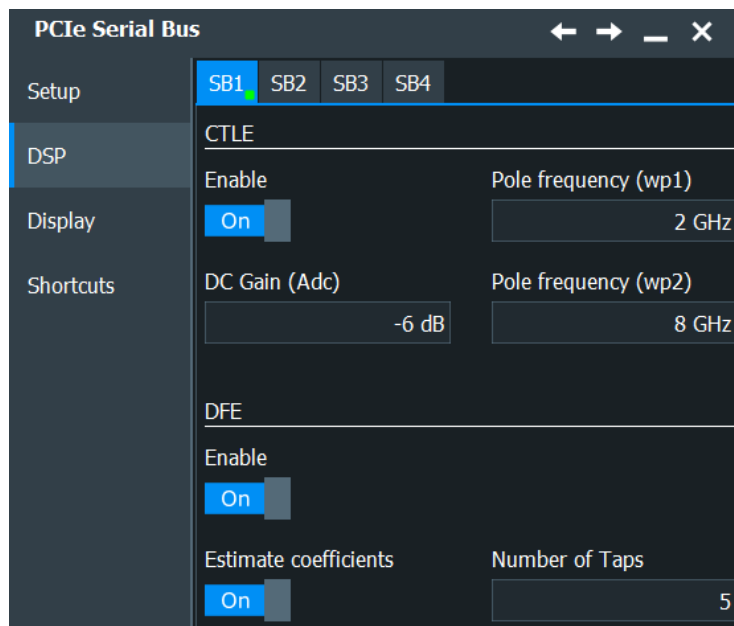 PCIe Serial Bus
Setup
DSP
Display
Shortcuts
SB1 SB2 SB3 SB4
CTLE
Enable
On
Pole frequency (wp1)
2 GHz
DC Gain (Adc)
-6 dB
Pole frequency (wp2)
8 GHz
DFE
Enable
On
Estimate coefficients
On
Number of Taps
5